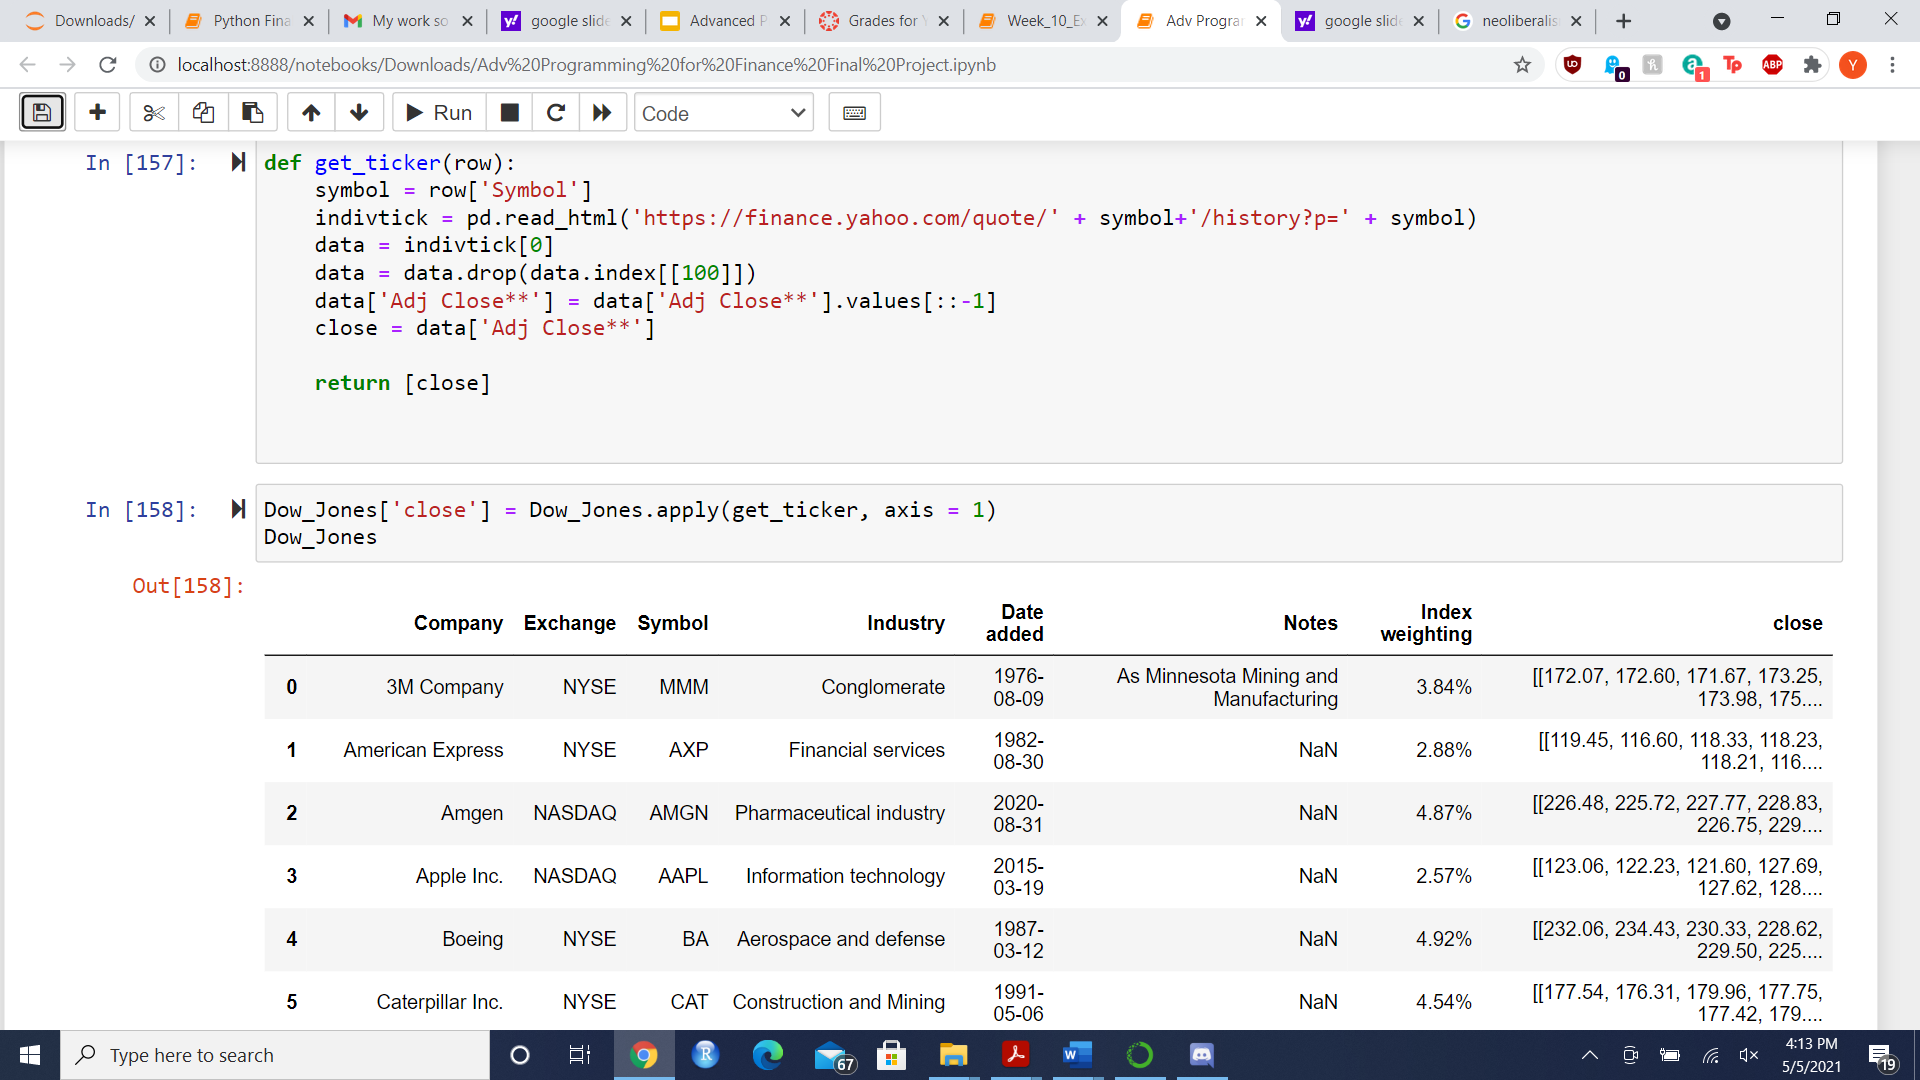 Downloads/
Python Fina
My work so
google slide
Advanced P
Grades for Y
Week_10_Ex
Adv Program
google slide
neoliberalis
localhost:8888/notebooks/Downloads/Adv%20Programming%20for%20Finance%20Final%20Project.ipynb
0
1
Tp
ABP
Y
Run
Code
In [157]:
def get_ticker(row):
symbol = row['Symbol']
indivtick = pd.read_html('https://finance.yahoo.com/quote/' + symbol+'/history?p=' + symbol)
data = indivtick[0]
data = data.drop(data.index[[100]])
data['Adj Close**'] = data['Adj Close**'].values[::-1]
close = data['Adj Close**']
return [close]
In [158]:
Dow_Jones['close'] = Dow_Jones.apply(get_ticker, axis = 1)
Dow_Jones
Out[158]:
Company Exchange Symbol Industry Date added Notes Index weighting close
0 3M Company NYSE MMM Conglomerate 1976-08-09 As Minnesota Mining and Manufacturing 3.84% [[172.07, 172.60, 171.67, 173.25, 173.98, 175....
1 American Express NYSE AXP Financial services 1982-08-30 NaN 2.88% [[119.45, 116.60, 118.33, 118.23, 118.21, 116....
2 Amgen NASDAQ AMGN Pharmaceutical industry 2020-08-31 NaN 4.87% [[226.48, 225.72, 227.77, 228.83, 226.75, 229....
3 Apple Inc. NASDAQ AAPL Information technology 2015-03-19 NaN 2.57% [[123.06, 122.23, 121.60, 127.69, 127.62, 128....
4 Boeing NYSE BA Aerospace and defense 1987-03-12 NaN 4.92% [[232.06, 234.43, 230.33, 228.62, 229.50, 225....
5 Caterpillar Inc. NYSE CAT Construction and Mining 1991-05-06 NaN 4.54% [[177.54, 176.31, 179.96, 177.75, 177.42, 179....
Type here to search
67
4:13 PM
5/5/2021
19